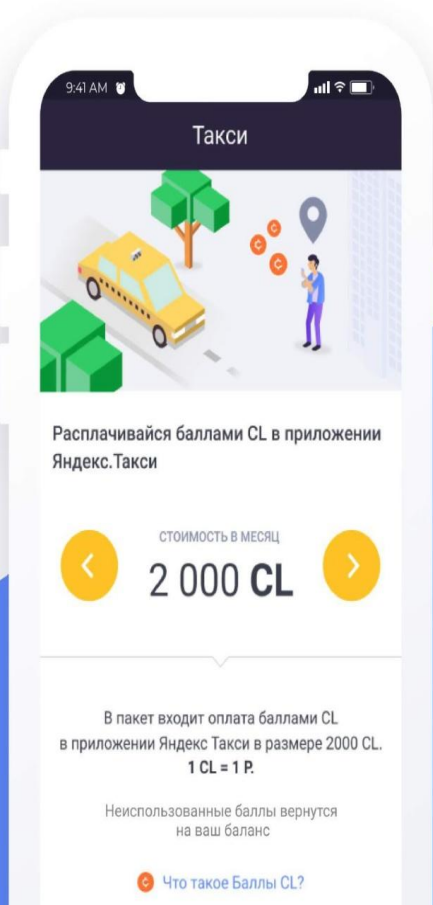 9:41 AM
Такси
Расплачивайся баллами CL в приложении
Яндекс.Такси
СТОИМОСТЬ В МЕСЯЦ
2 000 CL
В пакет входит оплата баллами CL
в приложении Яндекс Такси в размере 2000 CL.
1 CL = 1 Р.
Неиспользованные баллы вернутся
на ваш баланс
Что такое Баллы CL?